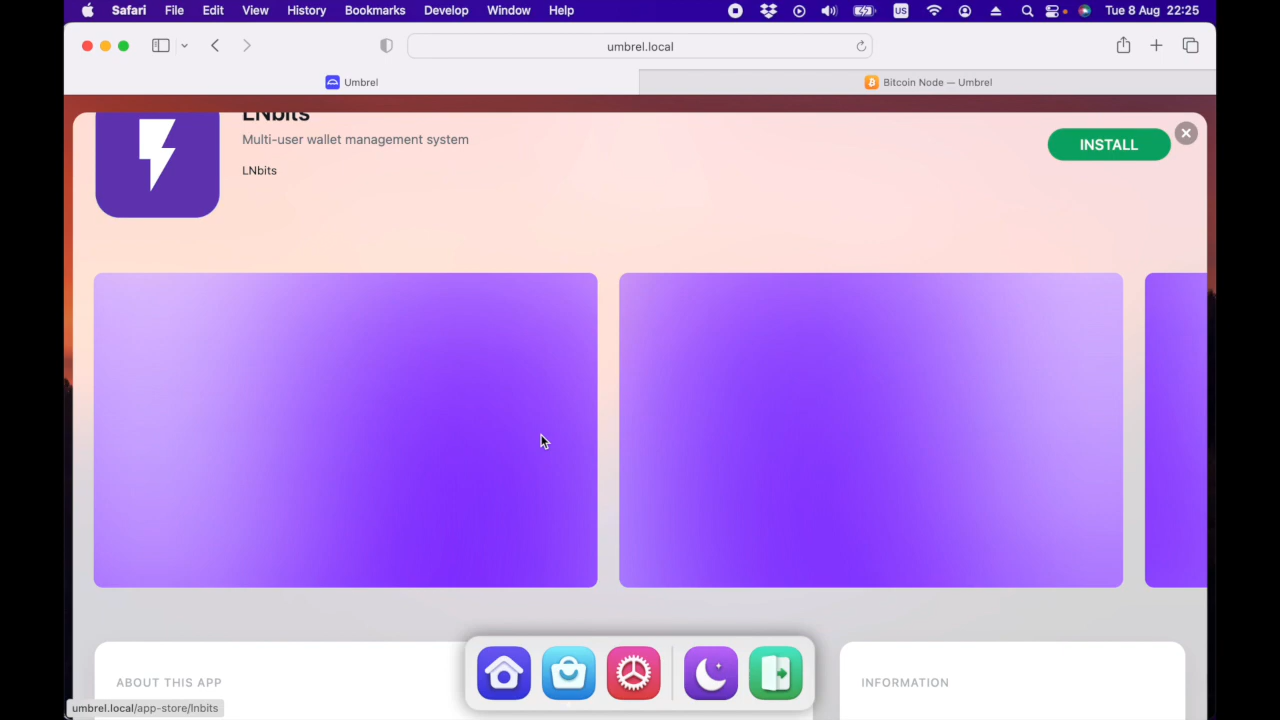 Safari File Edit View History Bookmarks Develop Window Help US Tue 8 Aug 22:25
umbrel.local
Umbrel
Bitcoin Node — Umbrel
LNbits
Multi-user wallet management system
INSTALL
LNbits
ABOUT THIS APP
INFORMATION
umbrel.local/app-store/lnbits